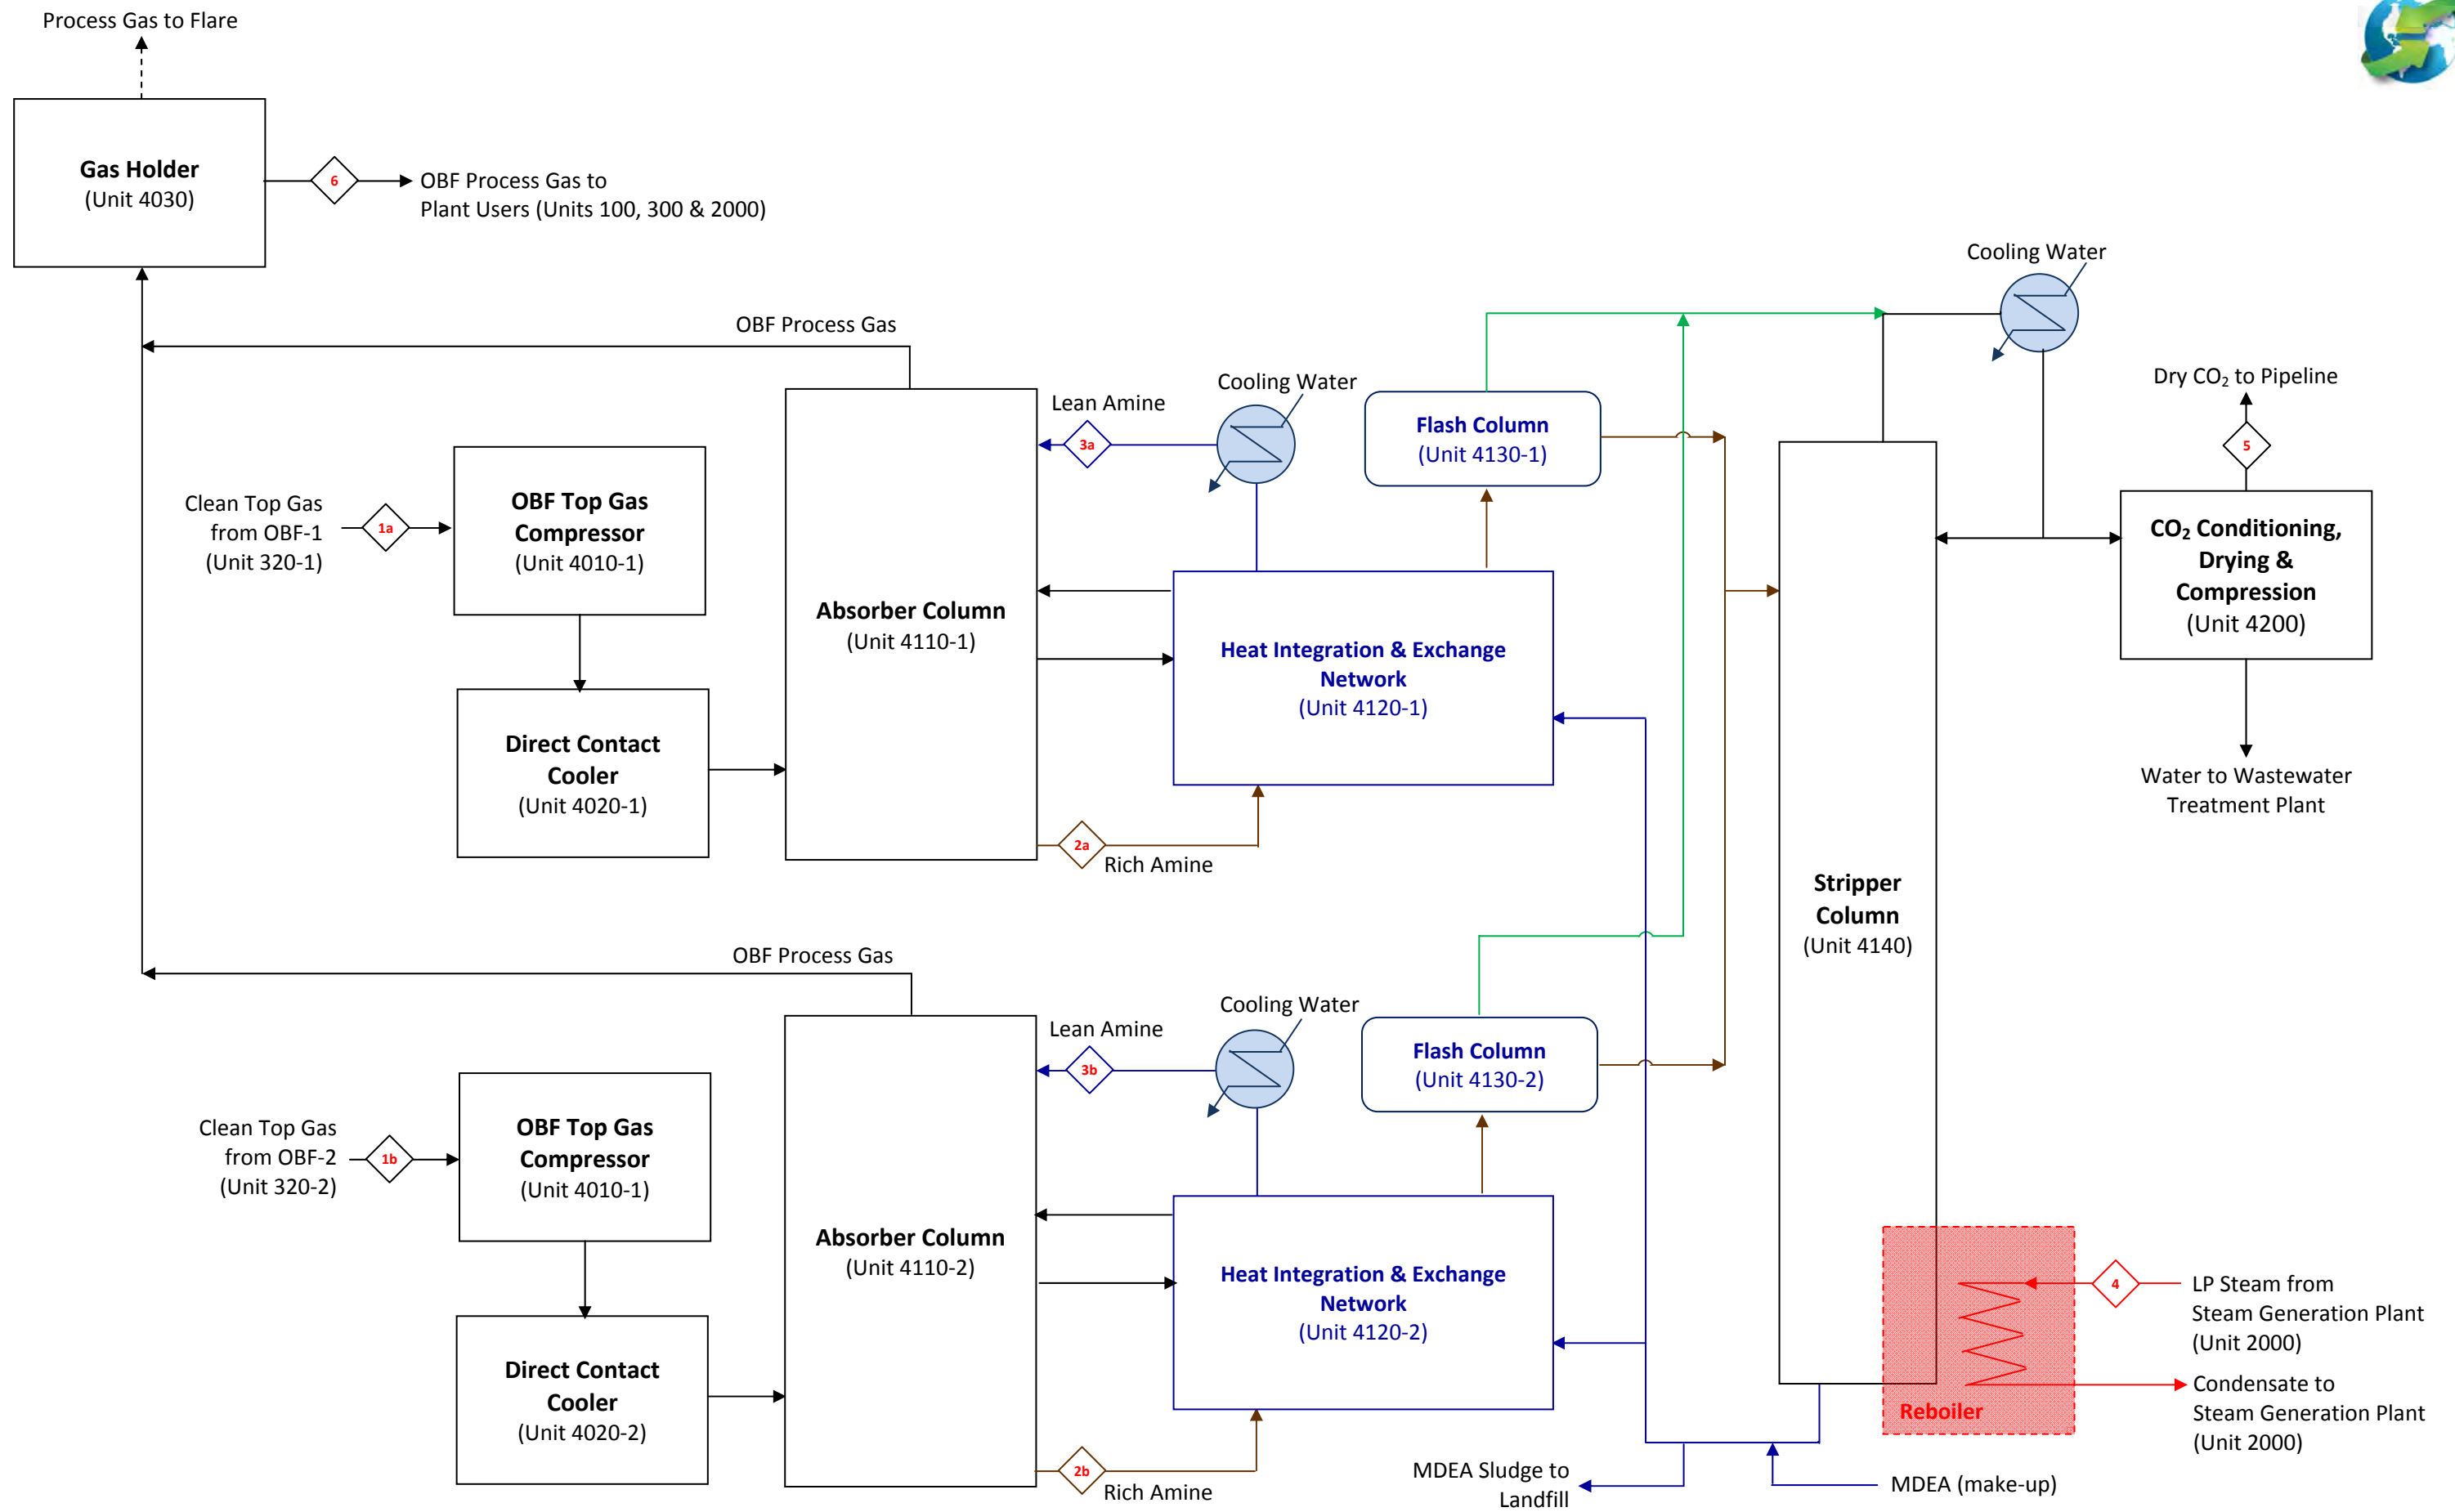 Process Gas to Flare
Gas Holder
(Unit 4030)
6
OBF Process Gas to
Plant Users (Units 100, 300 & 2000)
OBF Process Gas
Clean Top Gas
from OBF-1
(Unit 320-1)
1a
OBF Top Gas
Compressor
(Unit 4010-1)
Direct Contact
Cooler
(Unit 4020-1)
Absorber Column
(Unit 4110-1)
Lean Amine
3a
Cooling Water
Heat Integration & Exchange
Network
(Unit 4120-1)
2a
Rich Amine
Flash Column
(Unit 4130-1)
Cooling Water
Dry CO₂ to Pipeline
5
CO₂ Conditioning,
Drying &
Compression
(Unit 4200)
Water to Wastewater
Treatment Plant
Stripper
Column
(Unit 4140)
OBF Process Gas
Clean Top Gas
from OBF-2
(Unit 320-2)
1b
OBF Top Gas
Compressor
(Unit 4010-1)
Direct Contact
Cooler
(Unit 4020-2)
Absorber Column
(Unit 4110-2)
Lean Amine
3b
Cooling Water
Heat Integration & Exchange
Network
(Unit 4120-2)
2b
Rich Amine
Flash Column
(Unit 4130-2)
4
LP Steam from
Steam Generation Plant
(Unit 2000)
Reboiler
Condensate to
Steam Generation Plant
(Unit 2000)
MDEA Sludge to
Landfill
MDEA (make-up)